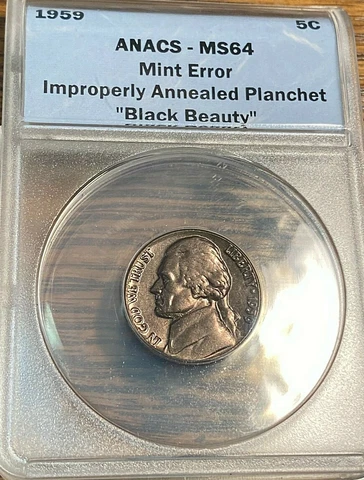 1959 5C
ANACS - MS64
Mint Error
Improperly Annealed Planchet
"Black Beauty"
IN GOD WE TRUST
LIBERTY